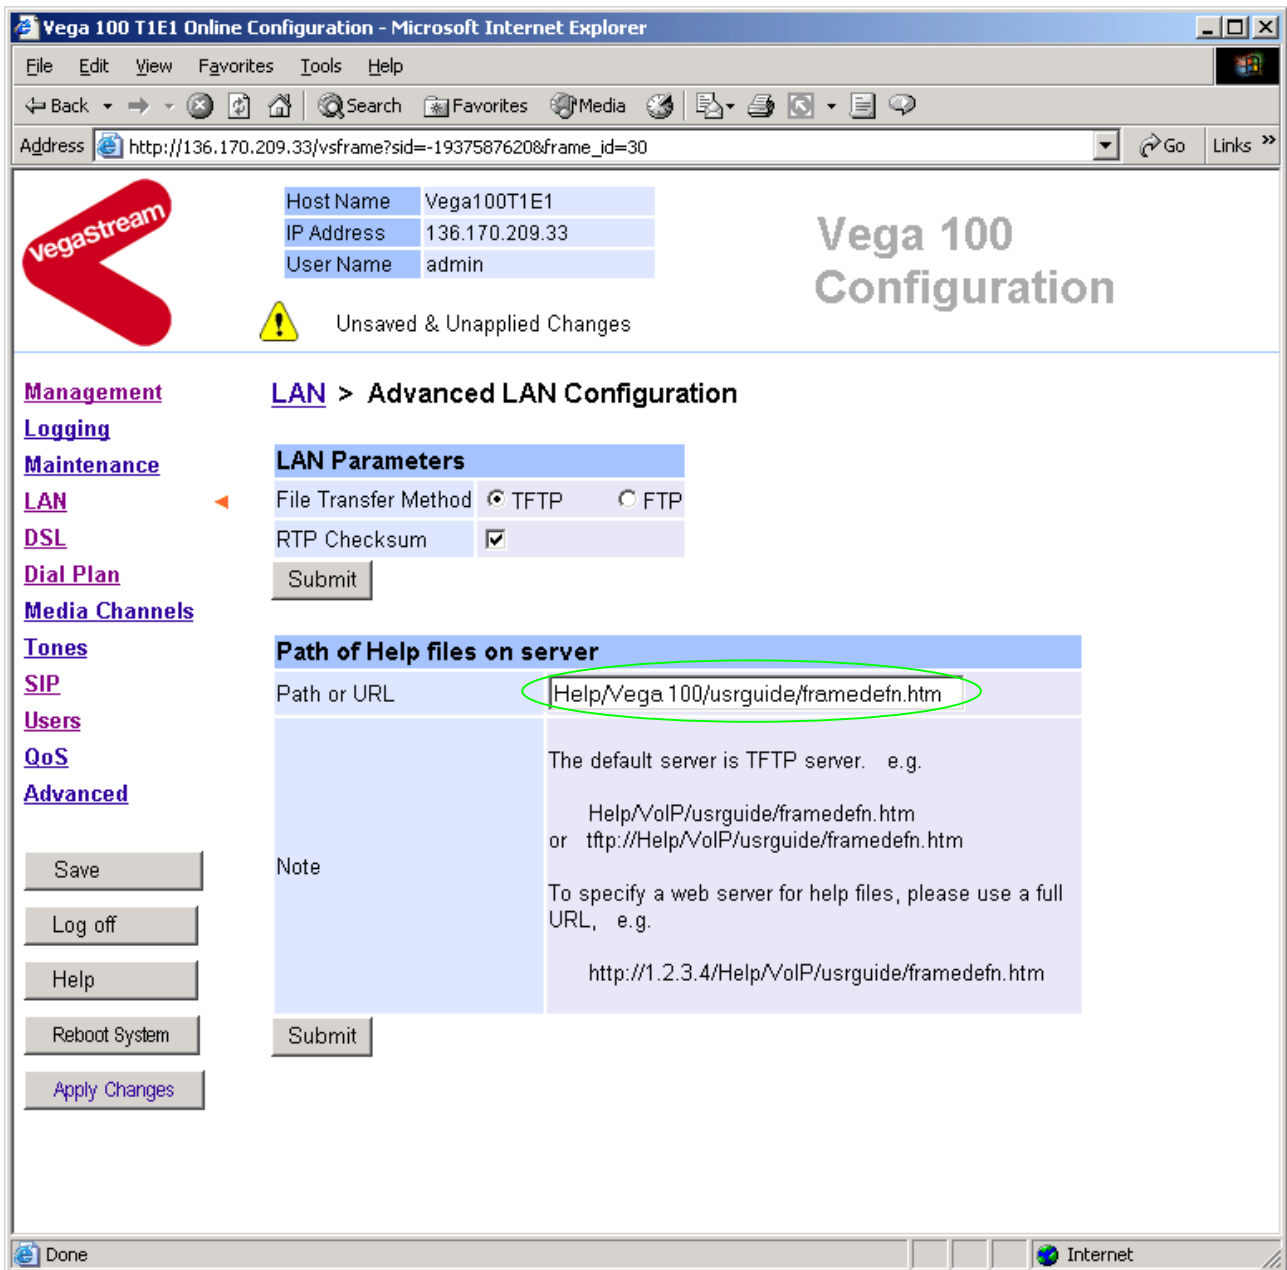 Vega 100 T1E1 Online Configuration - Microsoft Internet Explorer
File Edit View Favorites Tools Help
Back Search Favorites Media
Address http://136.170.209.33/vsframe?sid=-1937587620&frame_id=30 Go Links »
vegastream
Host Name Vega100T1E1
IP Address 136.170.209.33
User Name admin
Unsaved & Unapplied Changes
Vega 100
Configuration
Management
Logging
Maintenance
LAN
DSL
Dial Plan
Media Channels
Tones
SIP
Users
QoS
Advanced
Save
Log off
Help
Reboot System
Apply Changes
LAN > Advanced LAN Configuration
LAN Parameters
File Transfer Method TFTP FTP
RTP Checksum
Submit
Path of Help files on server
Path or URL Help/Vega 100/usrguide/framedefn.htm
Note
The default server is TFTP server. e.g.
Help/VoIP/usrguide/framedefn.htm
or tftp://Help/VoIP/usrguide/framedefn.htm
To specify a web server for help files, please use a full
URL, e.g.
http://1.2.3.4/Help/VoIP/usrguide/framedefn.htm
Submit
Done Internet